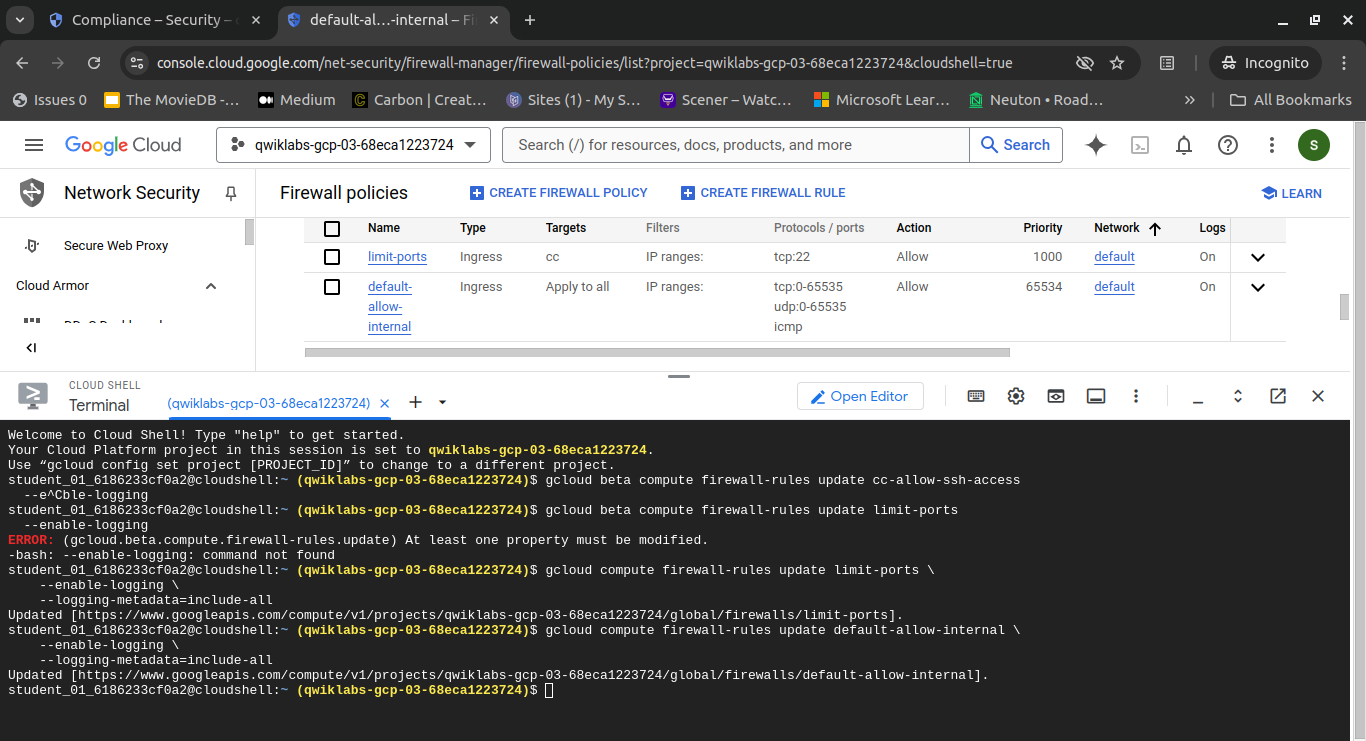 Compliance – Security –
default-al…-internal – Fi
console.cloud.google.com/net-security/firewall-manager/firewall-policies/list?project=qwiklabs-gcp-03-68eca1223724&cloudshell=true
Incognito
Issues 0
The MovieDB -…
Medium
Carbon | Creat…
Sites (1) - My S…
Scener – Watc…
Microsoft Lear…
Neuton • Road…
All Bookmarks
Google Cloud
qwiklabs-gcp-03-68eca1223724
Search (/) for resources, docs, products, and more
Search
S
Network Security
Firewall policies
CREATE FIREWALL POLICY
CREATE FIREWALL RULE
LEARN
Secure Web Proxy
Cloud Armor
Name Type Targets Filters Protocols / ports Action Priority Network Logs
limit-ports Ingress cc IP ranges: tcp:22 Allow 1000 default On
default- Ingress Apply to all IP ranges: tcp:0-65535 Allow 65534 default On
allow- udp:0-65535
internal icmp
CLOUD SHELL
Terminal
(qwiklabs-gcp-03-68eca1223724)
Open Editor
Welcome to Cloud Shell! Type "help" to get started.
Your Cloud Platform project in this session is set to qwiklabs-gcp-03-68eca1223724.
Use “gcloud config set project [PROJECT_ID]” to change to a different project.
student_01_6186233cf0a2@cloudshell:~ (qwiklabs-gcp-03-68eca1223724)$ gcloud beta compute firewall-rules update cc-allow-ssh-access
--e^Cble-logging
student_01_6186233cf0a2@cloudshell:~ (qwiklabs-gcp-03-68eca1223724)$ gcloud beta compute firewall-rules update limit-ports
--enable-logging
ERROR: (gcloud.beta.compute.firewall-rules.update) At least one property must be modified.
-bash: --enable-logging: command not found
student_01_6186233cf0a2@cloudshell:~ (qwiklabs-gcp-03-68eca1223724)$ gcloud compute firewall-rules update limit-ports \
--enable-logging \
--logging-metadata=include-all
Updated [https://www.googleapis.com/compute/v1/projects/qwiklabs-gcp-03-68eca1223724/global/firewalls/limit-ports].
student_01_6186233cf0a2@cloudshell:~ (qwiklabs-gcp-03-68eca1223724)$ gcloud compute firewall-rules update default-allow-internal \
--enable-logging \
--logging-metadata=include-all
Updated [https://www.googleapis.com/compute/v1/projects/qwiklabs-gcp-03-68eca1223724/global/firewalls/default-allow-internal].
student_01_6186233cf0a2@cloudshell:~ (qwiklabs-gcp-03-68eca1223724)$